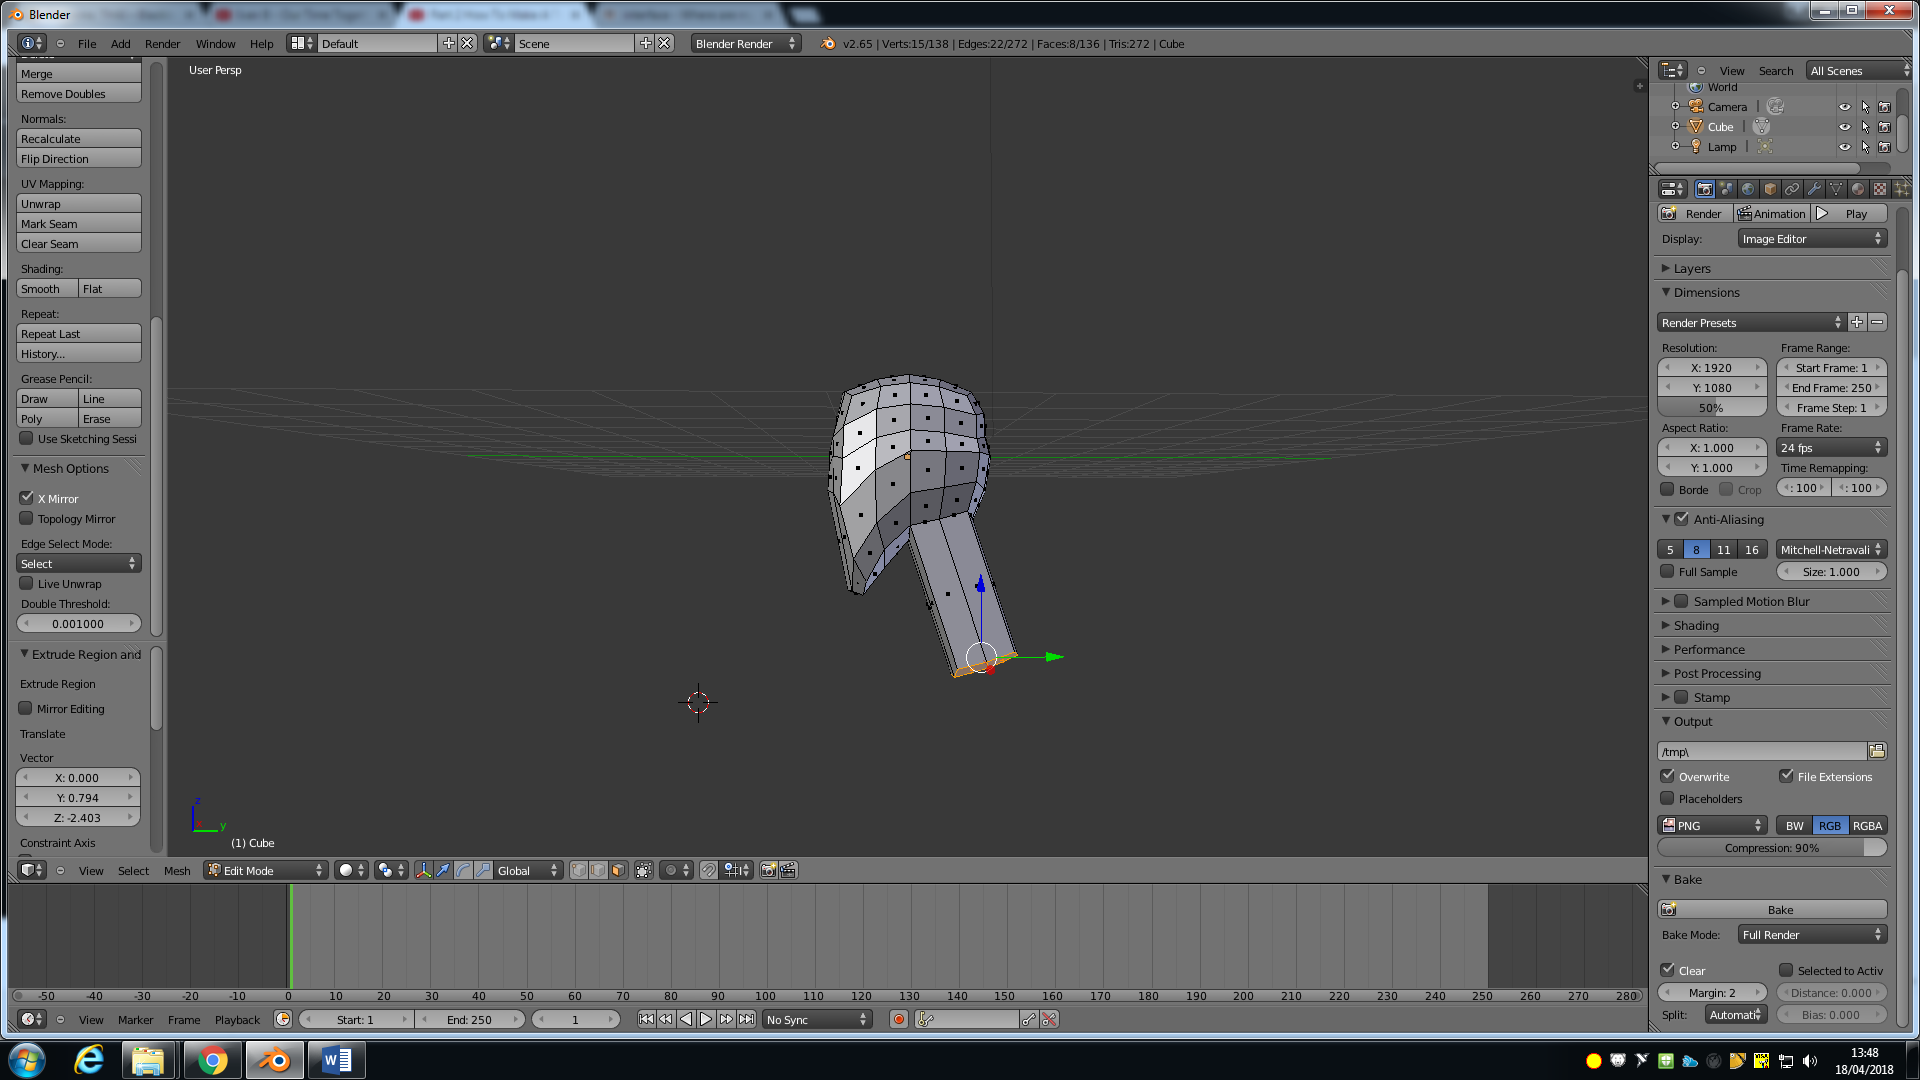 Blender
File Add Render Window Help Default Scene Blender Render v2.65 | Verts:15/138 | Edges:22/272 | Faces:8/136 | Tris:272 | Cube
Merge
Remove Doubles
Normals:
Recalculate
Flip Direction
UV Mapping:
Unwrap
Mark Seam
Clear Seam
Shading:
Smooth Flat
Repeat:
Repeat Last
History...
Grease Pencil:
Draw Line
Poly Erase
Use Sketching Sessi
Mesh Options
X Mirror
Topology Mirror
Edge Select Mode:
Select
Live Unwrap
Double Threshold:
0.001000
Extrude Region and
Extrude Region
Mirror Editing
Translate
Vector
X: 0.000
Y: 0.794
Z: -2.403
Constraint Axis
User Persp
z
y
(1) Cube
View Select Mesh Edit Mode Global
View Search All Scenes
World
Camera
Cube
Lamp
Render Animation Play
Display: Image Editor
Layers
Dimensions
Render Presets
Resolution: Frame Range:
X: 1920 Start Frame: 1
Y: 1080 End Frame: 250
50% Frame Step: 1
Aspect Ratio: Frame Rate:
X: 1.000 24 fps
Y: 1.000 Time Remapping:
Borde Crop : 100 : 100
Anti-Aliasing
5 8 11 16 Mitchell-Netravali
Full Sample Size: 1.000
Sampled Motion Blur
Shading
Performance
Post Processing
Stamp
Output
/tmp\
Overwrite File Extensions
Placeholders
PNG BW RGB RGBA
Compression: 90%
Bake
Bake
Bake Mode: Full Render
Clear Selected to Activ
Margin: 2 Distance: 0.000
Split: Automati Bias: 0.000
-50 -40 -30 -20 -10 0 10 20 30 40 50 60 70 80 90 100 110 120 130 140 150 160 170 180 190 200 210 220 230 240 250 260 270 280
View Marker Frame Playback Start: 1 End: 250 1 No Sync
13:48
18/04/2018